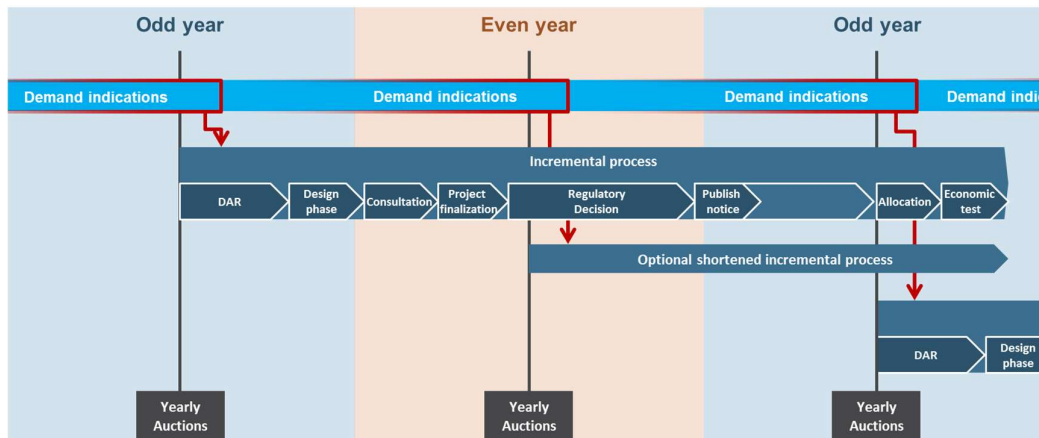 Odd year
Even year
Odd year
Demand indications
Demand indications
Demand indications
Demand indic
Incremental process
DAR
Design
phase
Consultation
Project
finalization
Regulatory
Decision
Publish
notice
Allocation
Economic
test
Optional shortened incremental process
DAR
Design
phase
Yearly
Auctions
Yearly
Auctions
Yearly
Auctions